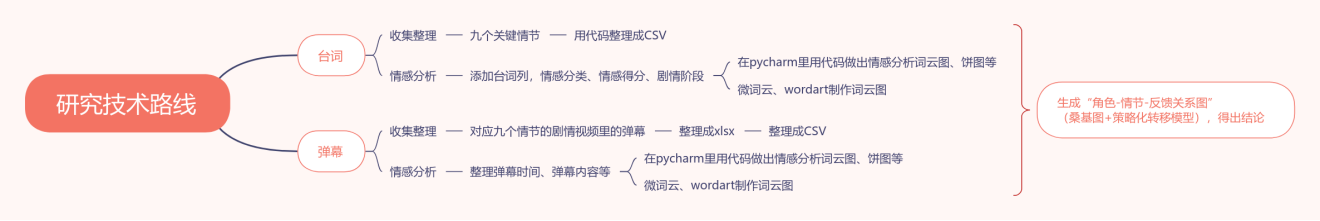 研究技术路线
台词
收集整理
九个关键情节
用代码整理成CSV
情感分析
添加台词列，情感分类、情感得分、剧情阶段
在pycharm里用代码做出情感分析词云图、饼图等
微词云、wordart制作词云图
弹幕
收集整理
对应九个情节的剧情视频里的弹幕
整理成xlsx
整理成CSV
情感分析
整理弹幕时间、弹幕内容等
在pycharm里用代码做出情感分析词云图、饼图等
微词云、wordart制作词云图
生成“角色-情节-反馈关系图”
（桑基图+策略化转移模型），得出结论